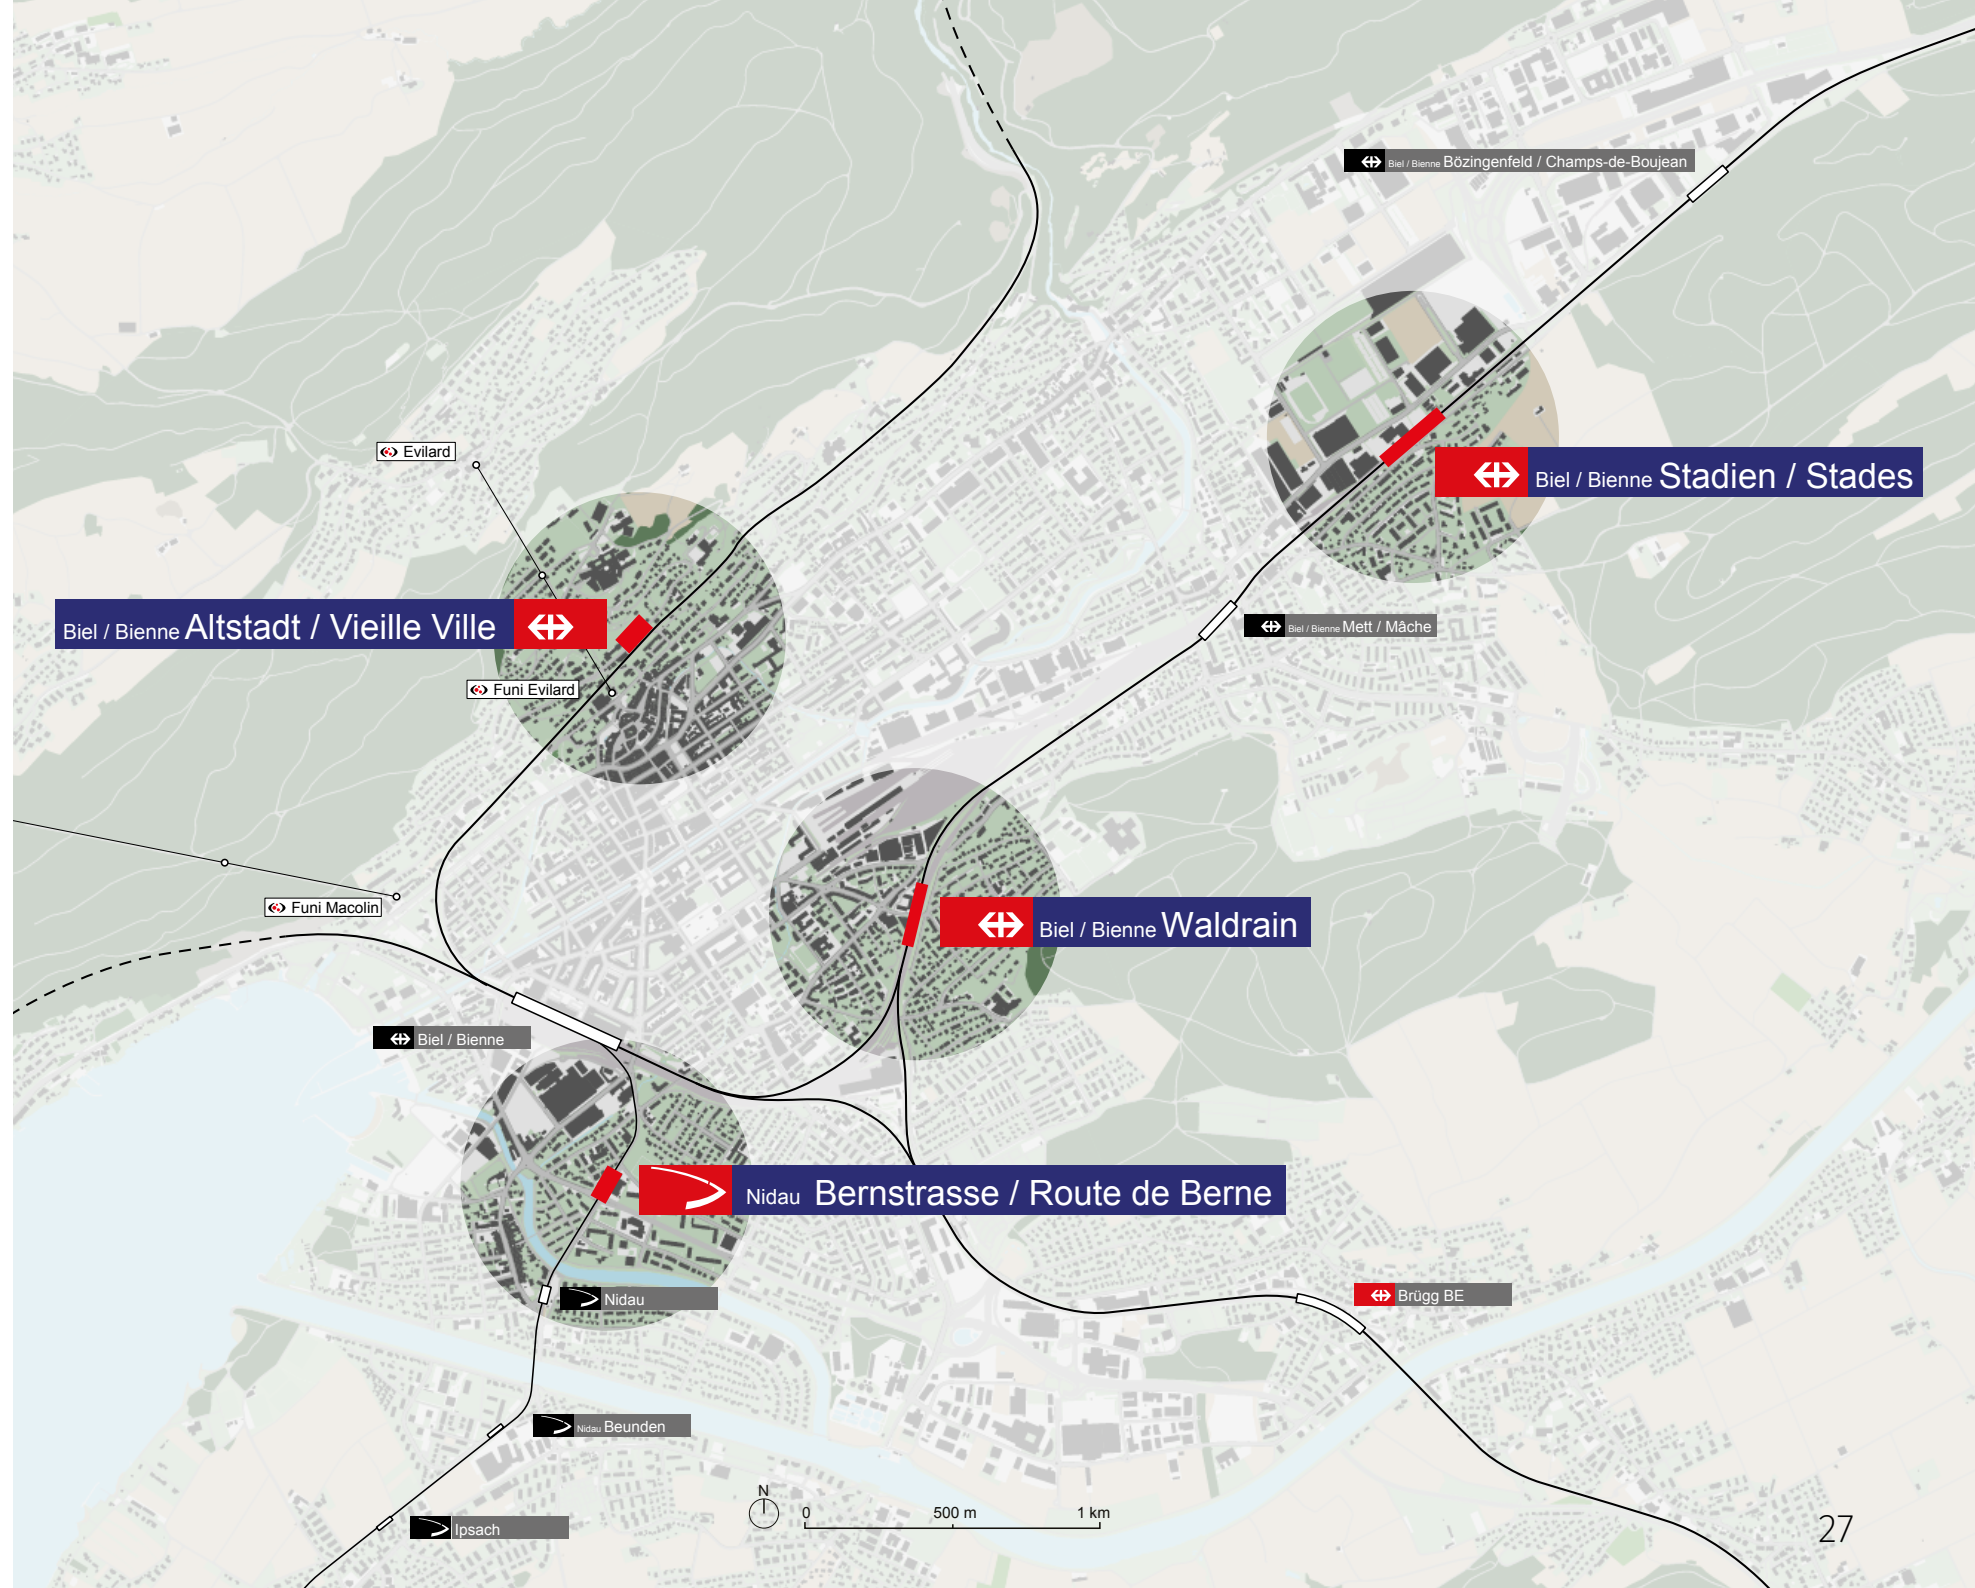 Biel / Bienne Bözingenfeld / Champs-de-Boujean
Evilard
Biel / Bienne Stadien / Stades
Biel / Bienne Altstadt / Vieille Ville
Biel / Bienne Mett / Mâche
Funi Evilard
Funi Macolin
Biel / Bienne Waldrain
Biel / Bienne
Nidau Bernstrasse / Route de Berne
Nidau
Brügg BE
Nidau Beunden
N
0 500 m 1 km
Ipsach
27